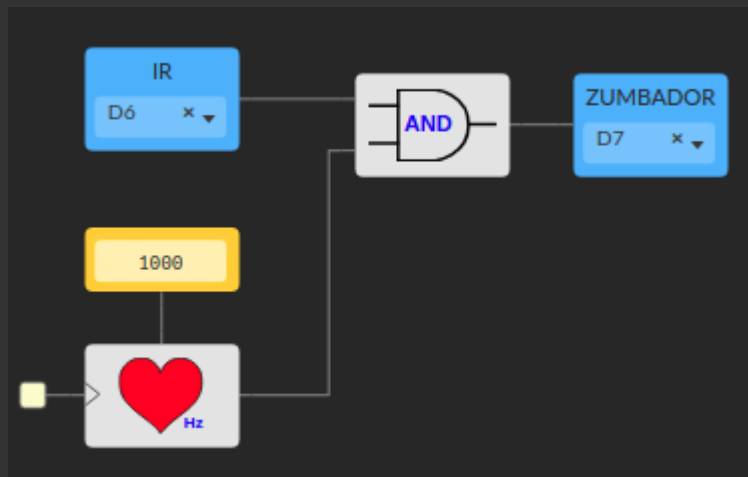 IR
D6
AND
ZUMBADOR
D7
1000
Hz